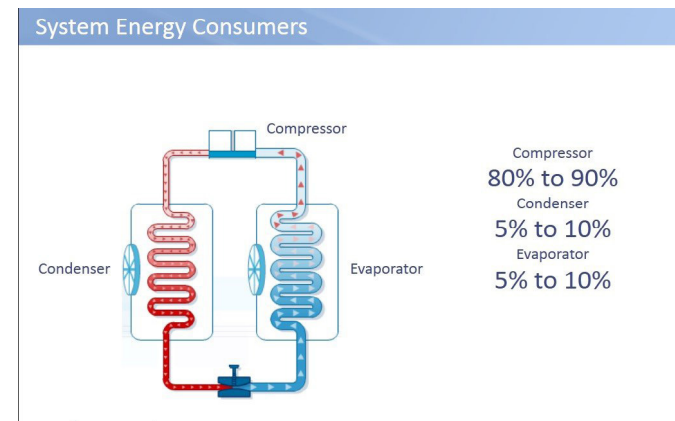 System Energy Consumers
Compressor
Condenser
Evaporator
Compressor
80% to 90%
Condenser
5% to 10%
Evaporator
5% to 10%